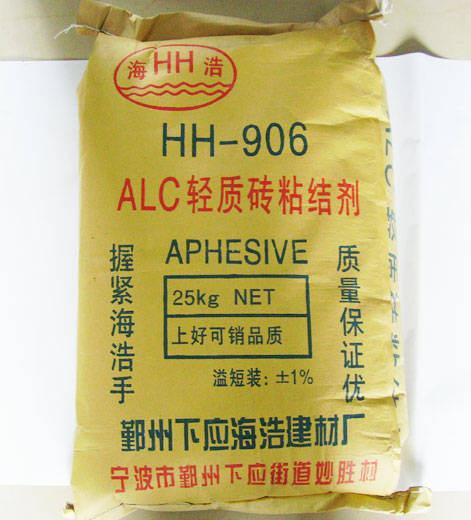 海HH浩
HH-906
ALC轻质砖粘结剂
APHESIVE
握紧海浩手
25kg NET
上好可销品质
质量保证优
溢短装：±1%
鄞州下应海浩建材厂
宁波市鄞州下应街道妙胜村